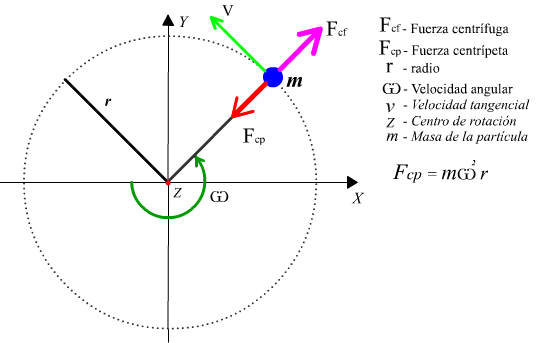 Y
V
Fcf
r
m
Fcp
Z
ω
X
Fcf - Fuerza centrífuga
Fcp - Fuerza centrípeta
r - radio
ω - Velocidad angular
v - Velocidad tangencial
Z - Centro de rotación
m - Masa de la partícula
Fcp = mω² r